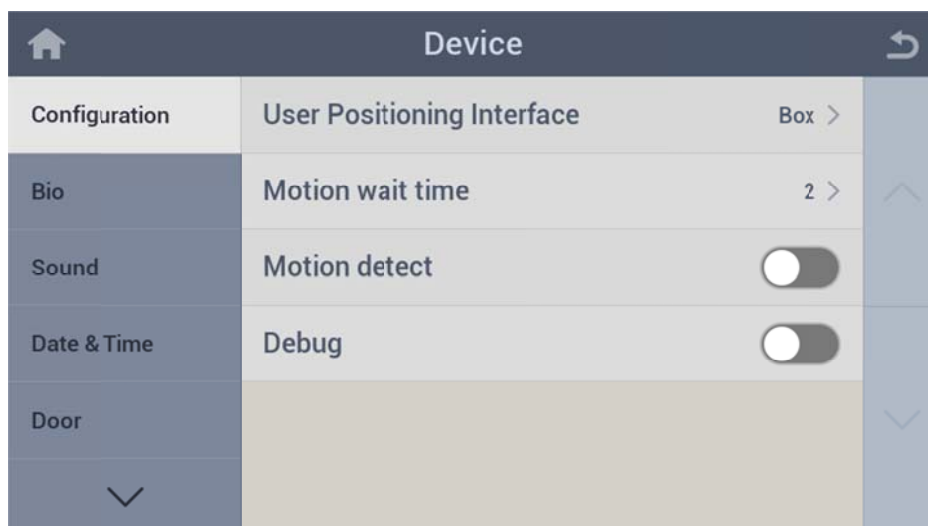 Device
Configuration
User Positioning Interface
Box
Bio
Motion wait time
2
Sound
Motion detect
Date & Time
Debug
Door